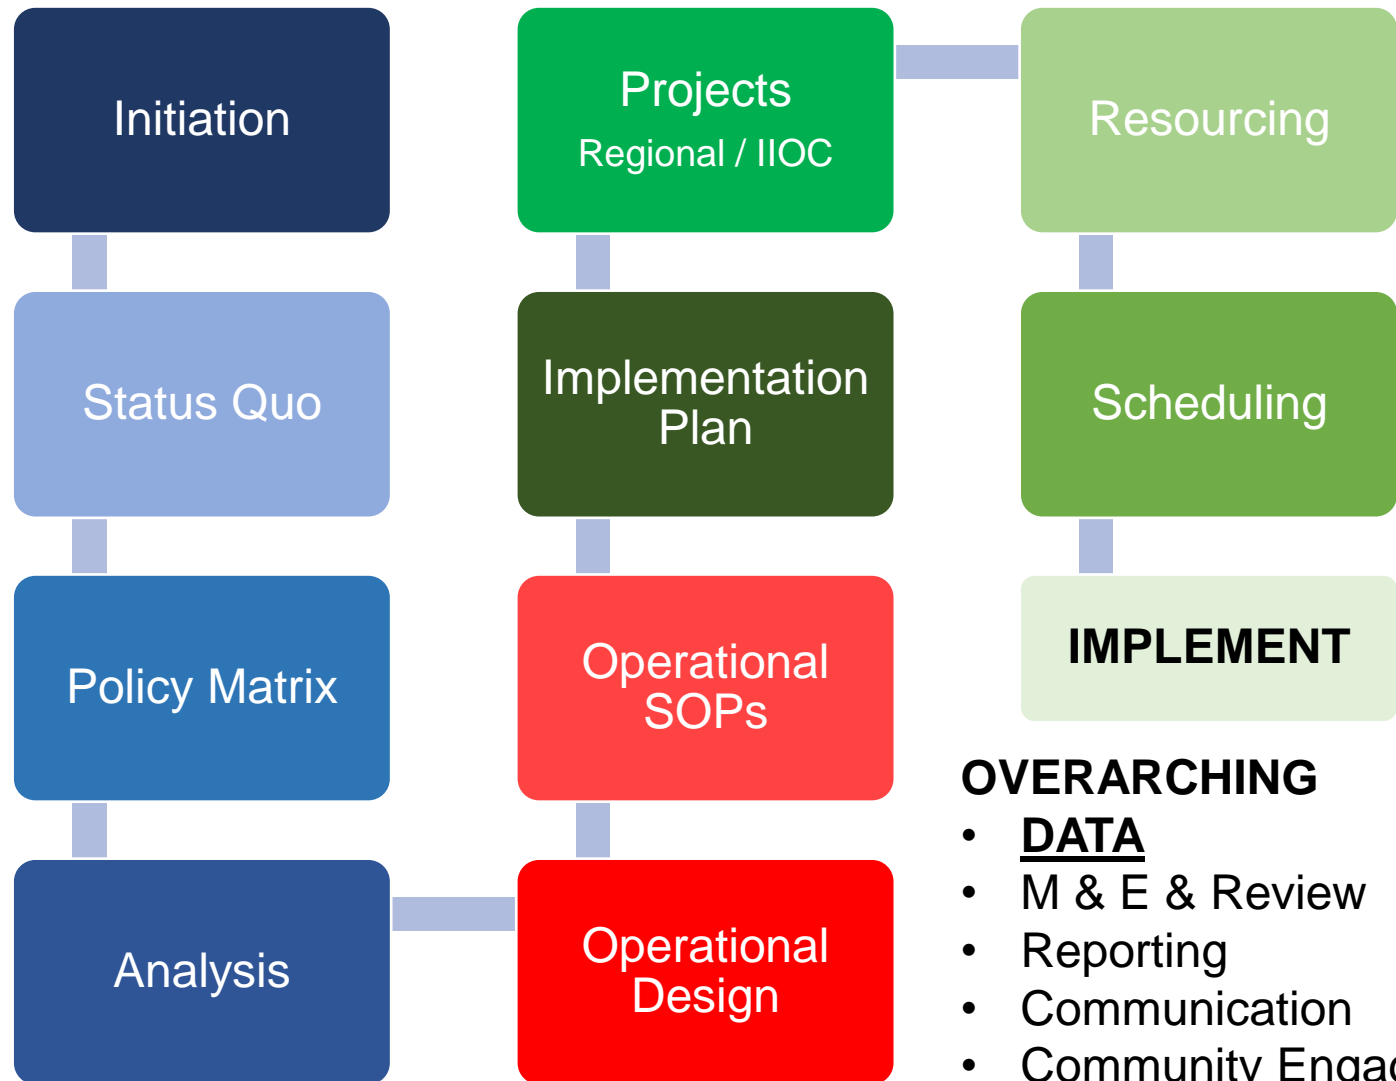 Initiation
Status Quo
Policy Matrix
Analysis
Operational
Design
Operational
SOPs
Implementation
Plan
Projects
Regional / IIOC
Resourcing
Scheduling
IMPLEMENT
OVERARCHING
• DATA
• M & E & Review
• Reporting
• Communication
• Community